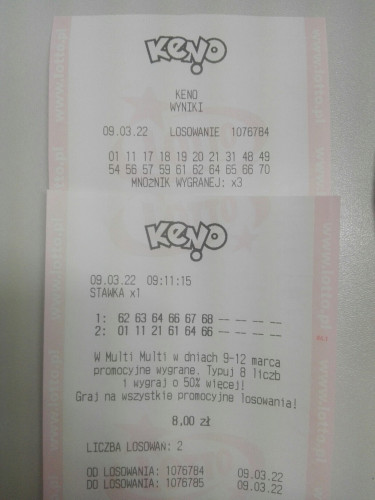 KENO
KENO
WYNIKI
09.03.22 LOSOWANIE 1076784
01 11 17 18 19 20 21 31 48 49
54 56 57 59 61 62 64 65 66 70
MNOŻNIK WYGRANEJ: x3
KENO
09.03.22 09:11:15
STAWKA x1
1: 62 63 64 66 67 68 -- -- -- --
2: 01 11 21 61 64 66 -- -- -- --
W Multi Multi w dniach 9-12 marca
promocyjne wygrane. Typuj 8 liczb
i wygraj o 50% więcej!
Graj na wszystkie promocyjne losowania!
8,00 zł
LICZBA LOSOWAŃ: 2
OD LOSOWANIA: 1076784 09.03.22
DO LOSOWANIA: 1076785 09.03.22